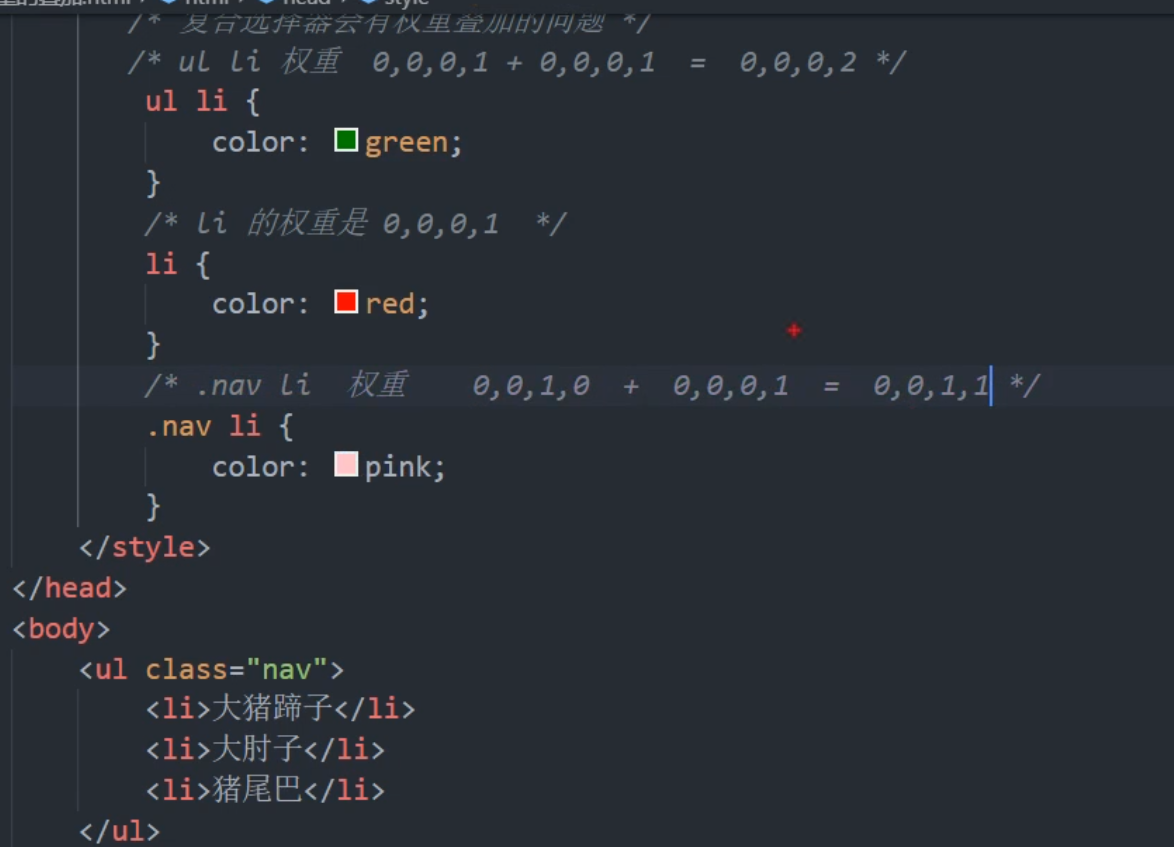 重的叠加.html › html › head › style
/* 复合选择器会有权重叠加的问题 */
/* ul li 权重 0,0,0,1 + 0,0,0,1 = 0,0,0,2 */
ul li {
color: green;
}
/* li 的权重是 0,0,0,1 */
li {
color: red;
}
/* .nav li 权重 0,0,1,0 + 0,0,0,1 = 0,0,1,1 */
.nav li {
color: pink;
}
</style>
</head>
<body>
<ul class="nav">
<li>大猪蹄子</li>
<li>大肘子</li>
<li>猪尾巴</li>
</ul>